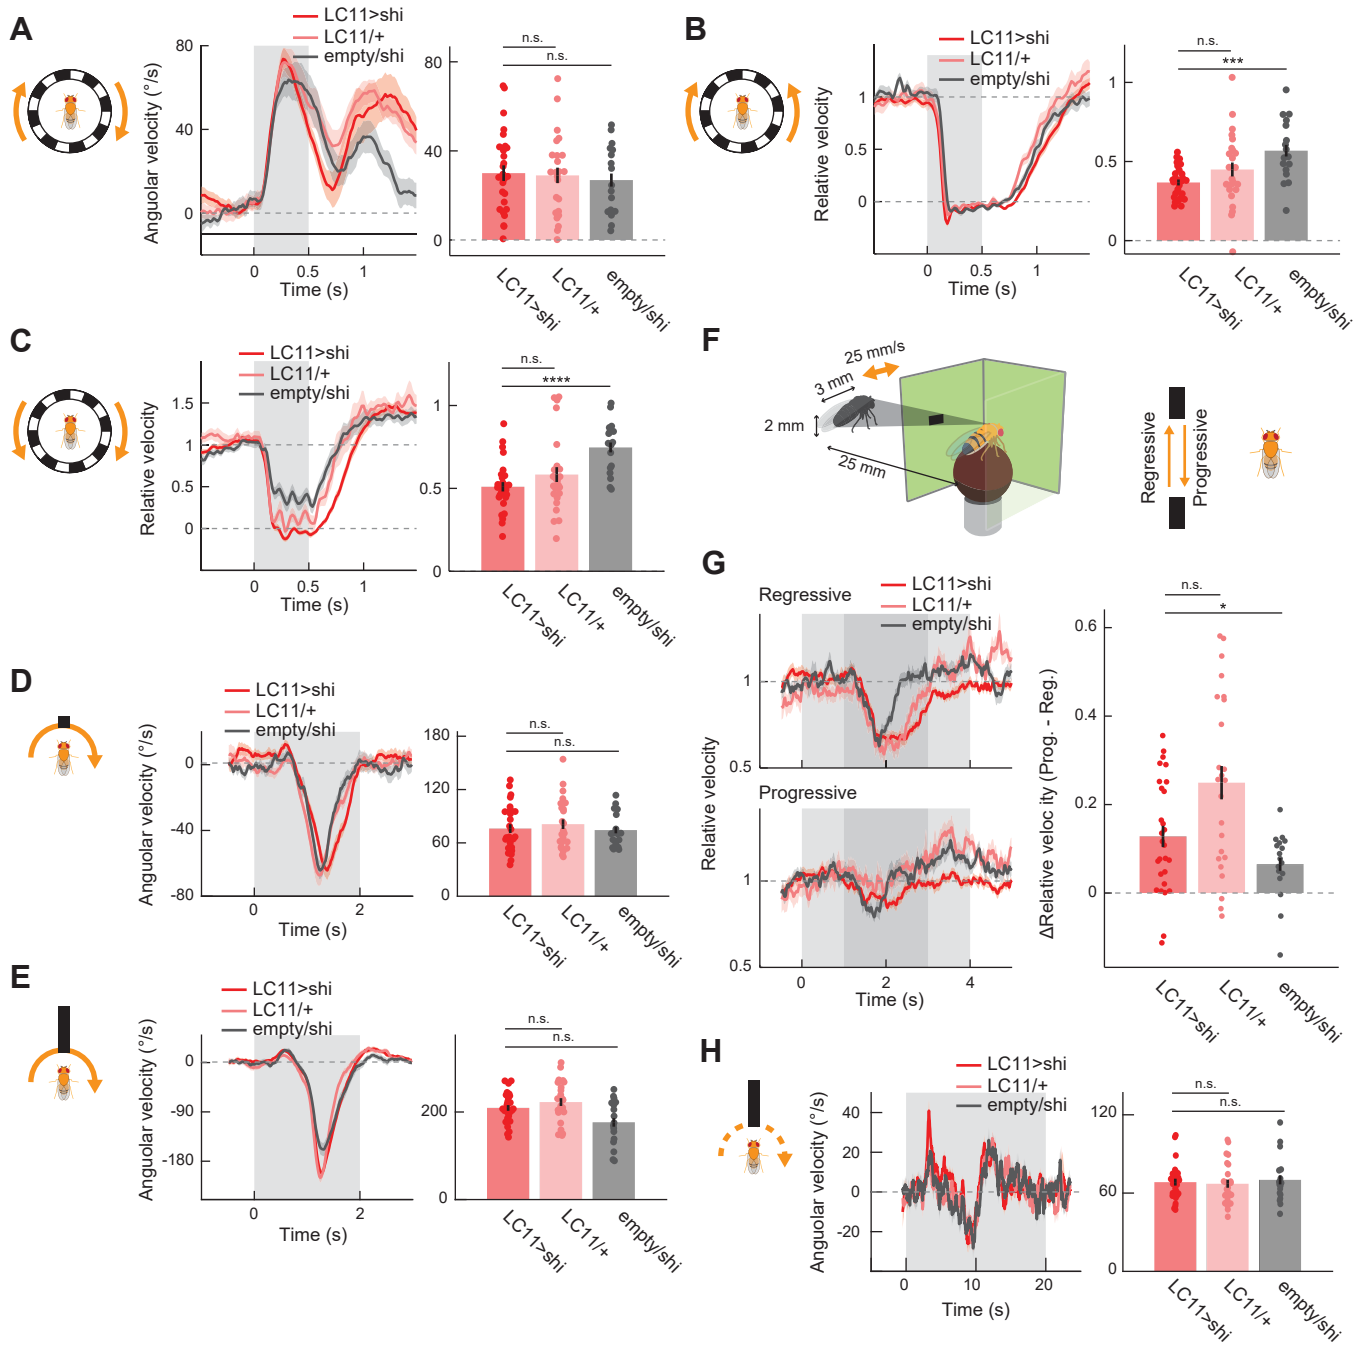 A
LC11>shi
LC11/+
empty/shi
Anguolar velocity (°/s)
80
40
0
0
0.5
1
Time (s)
n.s.
n.s.
80
40
0
LC11>shi
LC11/+
empty/shi
B
LC11>shi
LC11/+
empty/shi
Relative velocity
1
0.5
0
0
0.5
1
Time (s)
n.s.
***
1
0.5
0
LC11>shi
LC11/+
empty/shi
C
LC11>shi
LC11/+
empty/shi
Relative velocity
1.5
1
0.5
0
0
0.5
1
Time (s)
n.s.
****
1
0.5
0
LC11>shi
LC11/+
empty/shi
F
25 mm/s
3 mm
2 mm
25 mm
Regressive
Progressive
D
LC11>shi
LC11/+
empty/shi
Anguolar velocity (°/s)
0
-40
-80
0
2
Time (s)
n.s.
n.s.
180
120
60
0
LC11>shi
LC11/+
empty/shi
G
Regressive
LC11>shi
LC11/+
empty/shi
1
0.5
Relative velocity
Progressive
1
0.5
0
2
4
Time (s)
n.s.
*
ΔRelative veloc ity (Prog. - Reg.)
0.6
0.4
0.2
0
LC11>shi
LC11/+
empty/shi
E
LC11>shi
LC11/+
empty/shi
Anguolar velocity (°/s)
0
-90
-180
0
2
Time (s)
n.s.
n.s.
200
0
LC11>shi
LC11/+
empty/shi
H
LC11>shi
LC11/+
empty/shi
Anguolar velocity (°/s)
40
20
0
-20
0
10
20
Time (s)
n.s.
n.s.
120
60
0
LC11>shi
LC11/+
empty/shi